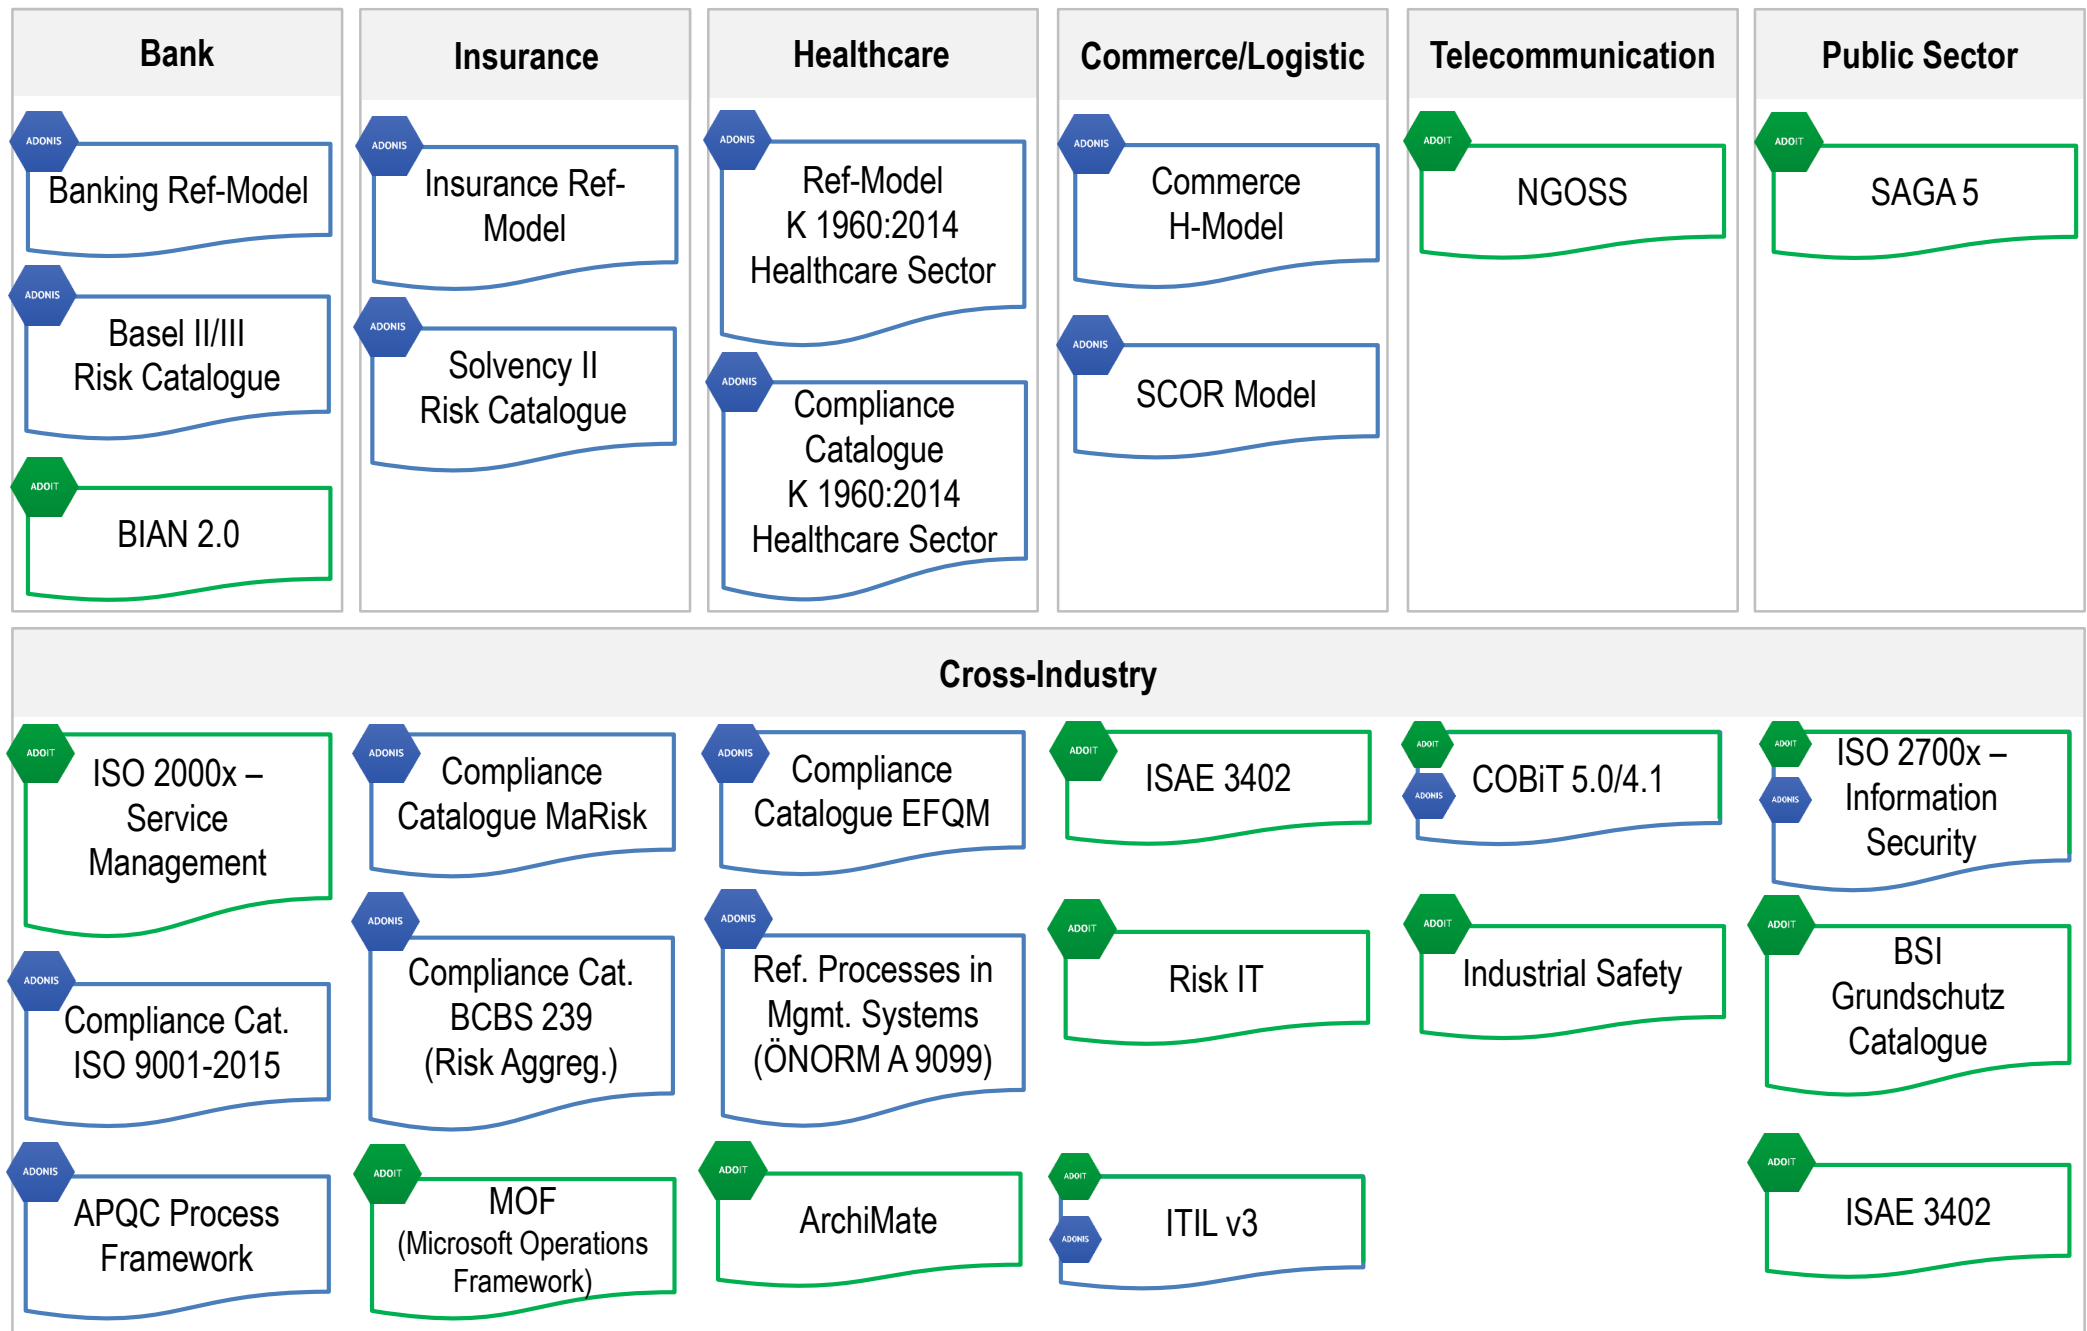 Bank
ADONIS
Banking Ref-Model
ADONIS
Basel II/III
Risk Catalogue
ADOIT
BIAN 2.0
Insurance
ADONIS
Insurance Ref-
Model
ADONIS
Solvency II
Risk Catalogue
Healthcare
ADONIS
Ref-Model
K 1960:2014
Healthcare Sector
ADONIS
Compliance
Catalogue
K 1960:2014
Healthcare Sector
Commerce/Logistic
ADONIS
Commerce
H-Model
ADONIS
SCOR Model
Telecommunication
ADOIT
NGOSS
Public Sector
ADOIT
SAGA 5
Cross-Industry
ADOIT
ISO 2000x –
Service
Management
ADONIS
Compliance
Catalogue MaRisk
ADONIS
Compliance
Catalogue EFQM
ADOIT
ISAE 3402
ADOIT
ADONIS
COBiT 5.0/4.1
ADOIT
ADONIS
ISO 2700x –
Information
Security
ADONIS
Compliance Cat.
ISO 9001-2015
ADONIS
Compliance Cat.
BCBS 239
(Risk Aggreg.)
ADONIS
Ref. Processes in
Mgmt. Systems
(ÖNORM A 9099)
ADOIT
Risk IT
ADOIT
Industrial Safety
ADOIT
BSI
Grundschutz
Catalogue
ADONIS
APQC Process
Framework
ADOIT
MOF
(Microsoft Operations
Framework)
ADOIT
ArchiMate
ADOIT
ADONIS
ITIL v3
ADOIT
ISAE 3402